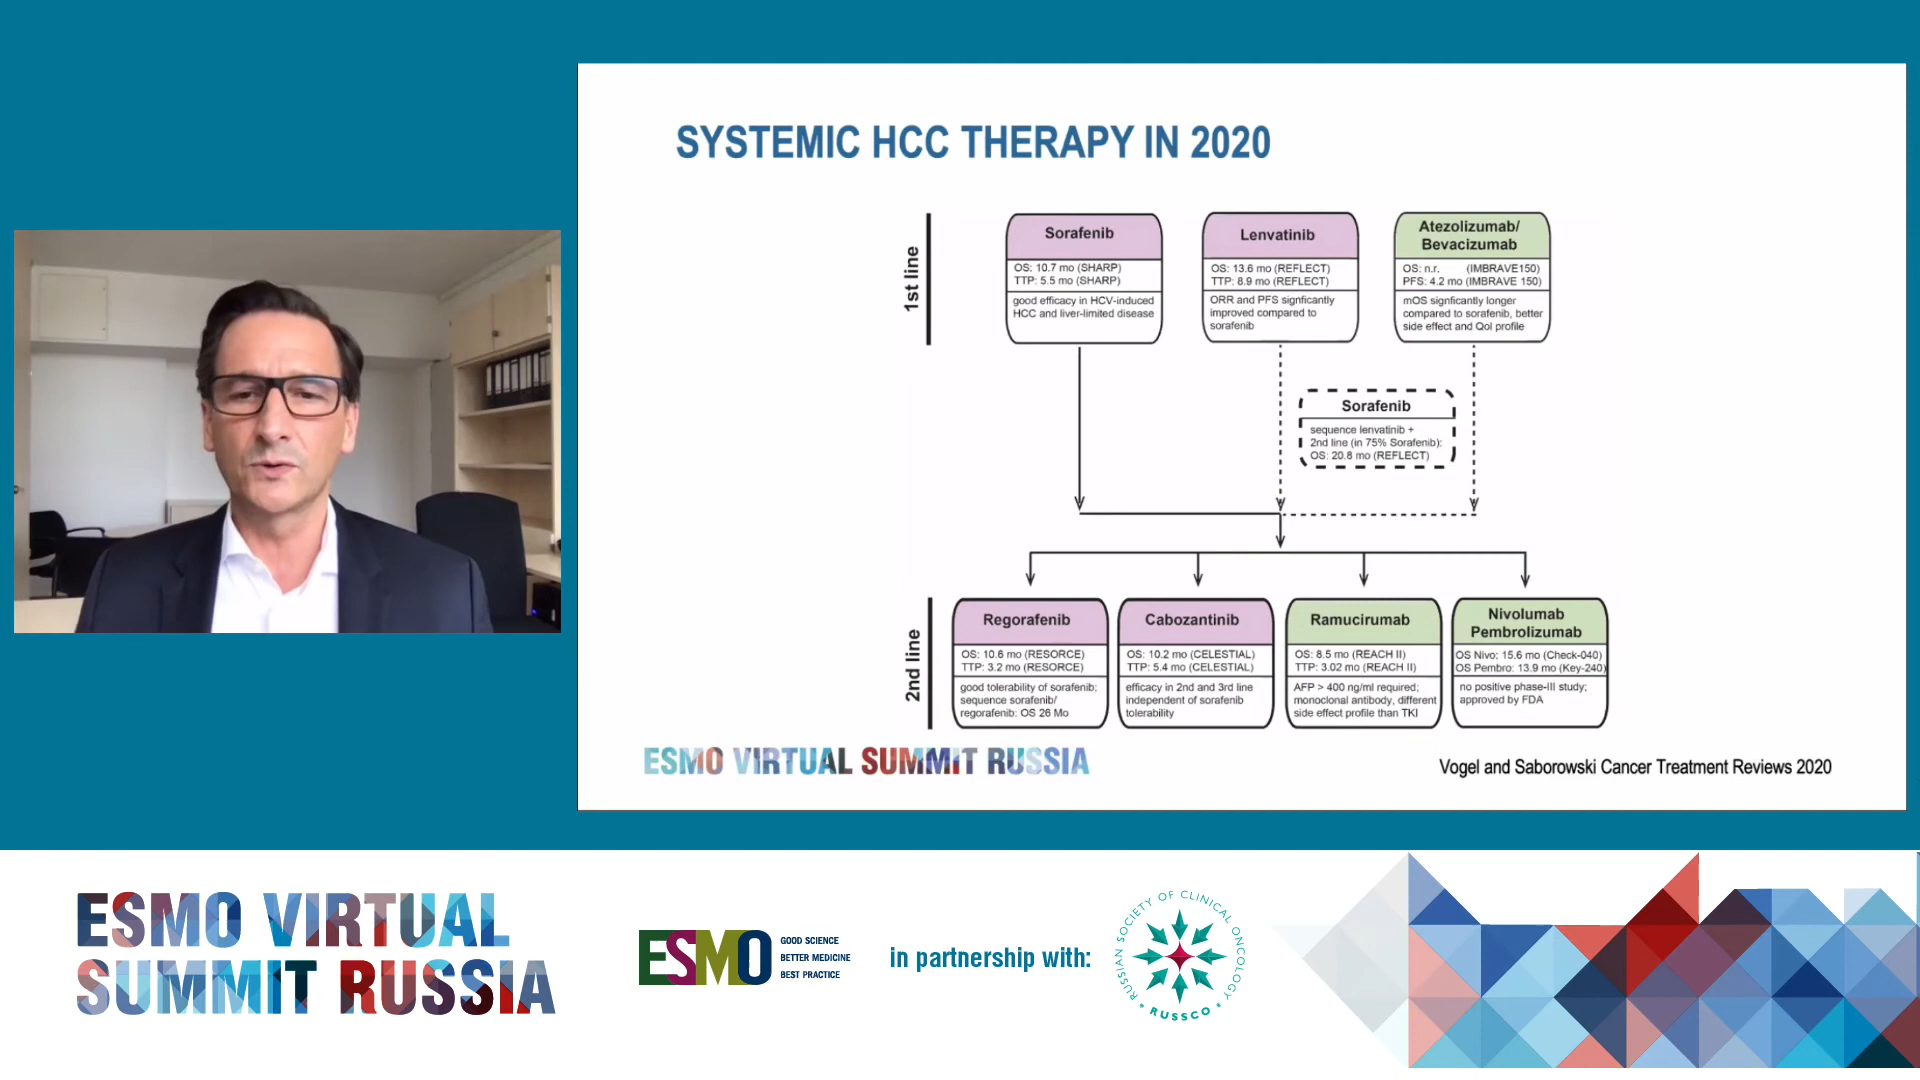 SYSTEMIC HCC THERAPY IN 2020
1st line
Sorafenib
OS: 10.7 mo (SHARP)
TTP: 5.5 mo (SHARP)
good efficacy in HCV-induced
HCC and liver-limited disease
Lenvatinib
OS: 13.6 mo (REFLECT)
TTP: 8.9 mo (REFLECT)
ORR and PFS signficantly
improved compared to
sorafenib
Atezolizumab/
Bevacizumab
OS: n.r. (IMBRAVE150)
PFS: 4.2 mo (IMBRAVE 150)
mOS signficantly longer
compared to sorafenib, better
side effect and Qol profile
Sorafenib
sequence lenvatinib +
2nd line (in 75% Sorafenib):
OS: 20.8 mo (REFLECT)
2nd line
Regorafenib
OS: 10.6 mo (RESORCE)
TTP: 3.2 mo (RESORCE)
good tolerability of sorafenib;
sequence sorafenib/
regorafenib: OS 26 Mo
Cabozantinib
OS: 10.2 mo (CELESTIAL)
TTP: 5.4 mo (CELESTIAL)
efficacy in 2nd and 3rd line
independent of sorafenib
tolerability
Ramucirumab
OS: 8.5 mo (REACH II)
TTP: 3.02 mo (REACH II)
AFP > 400 ng/ml required;
monoclonal antibody, different
side effect profile than TKI
Nivolumab
Pembrolizumab
OS Nivo: 15.6 mo (Check-040)
OS Pembro: 13.9 mo (Key-240)
no positive phase-III study;
approved by FDA
ESMO VIRTUAL SUMMIT RUSSIA
Vogel and Saborowski Cancer Treatment Reviews 2020
ESMO VIRTUAL
SUMMIT RUSSIA
ESMO
GOOD SCIENCE
BETTER MEDICINE
BEST PRACTICE
in partnership with:
RUSSIAN SOCIETY OF CLINICAL ONCOLOGY
* RUSSCO *